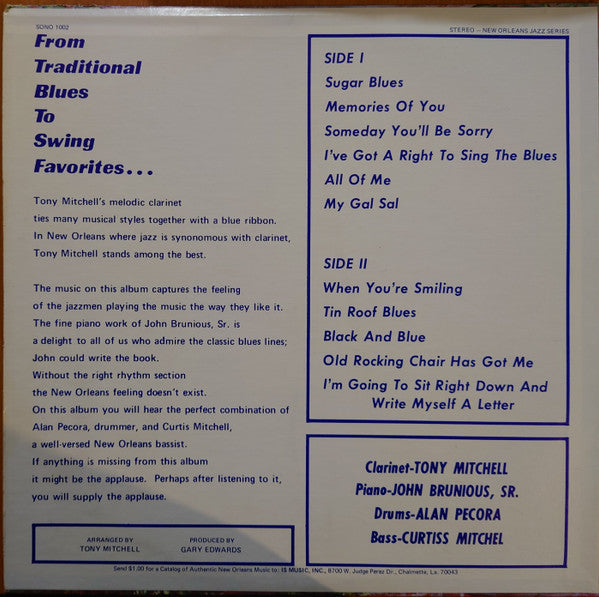 SONO 1002
STEREO — NEW ORLEANS JAZZ SERIES
From
Traditional
Blues
To
Swing
Favorites...
Tony Mitchell's melodic clarinet
ties many musical styles together with a blue ribbon.
In New Orleans where jazz is synonomous with clarinet,
Tony Mitchell stands among the best.
The music on this album captures the feeling
of the jazzmen playing the music the way they like it.
The fine piano work of John Brunious, Sr. is
a delight to all of us who admire the classic blues lines;
John could write the book.
Without the right rhythm section
the New Orleans feeling doesn't exist.
On this album you will hear the perfect combination of
Alan Pecora, drummer, and Curtis Mitchell,
a well-versed New Orleans bassist.
If anything is missing from this album
it might be the applause. Perhaps after listening to it,
you will supply the applause.
ARRANGED BY
TONY MITCHELL
PRODUCED BY
GARY EDWARDS
SIDE I
Sugar Blues
Memories Of You
Someday You'll Be Sorry
I've Got A Right To Sing The Blues
All Of Me
My Gal Sal
SIDE II
When You're Smiling
Tin Roof Blues
Black And Blue
Old Rocking Chair Has Got Me
I'm Going To Sit Right Down And
Write Myself A Letter
Clarinet-TONY MITCHELL
Piano-JOHN BRUNIOUS, SR.
Drums-ALAN PECORA
Bass-CURTISS MITCHEL
Send $1.00 for a Catalog of Authentic New Orleans Music to: IS MUSIC, INC., 8700 W. Judge Perez Dr., Chalmette, La. 70043